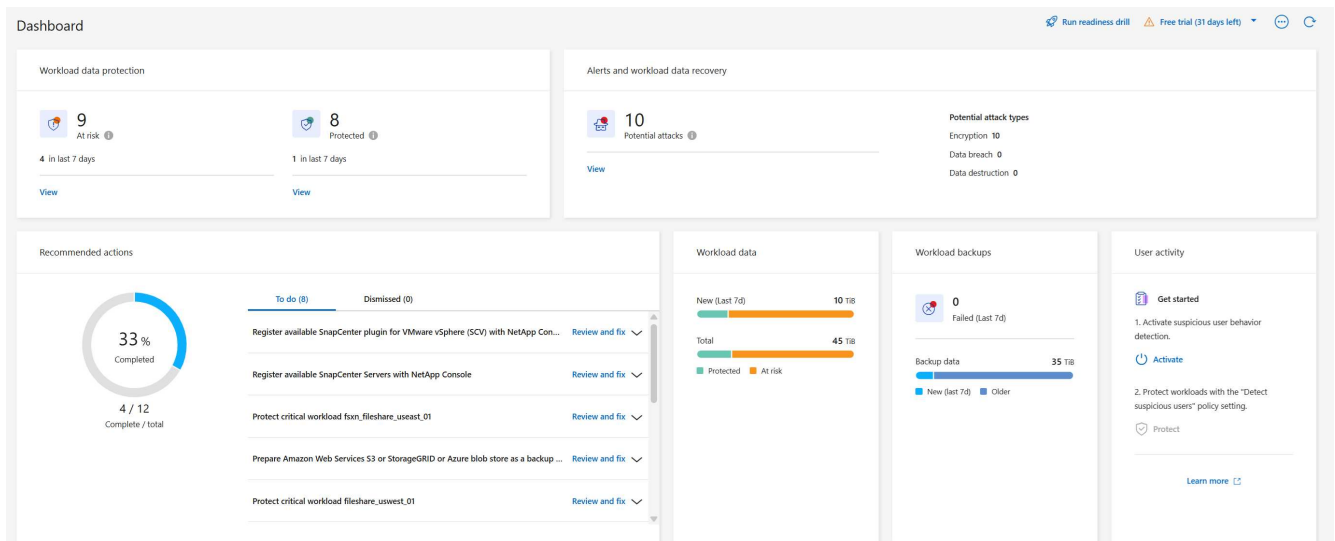 Dashboard
Run readiness drill
Free trial (31 days left)
Workload data protection
9
At risk
4 in last 7 days
View
8
Protected
1 in last 7 days
View
Alerts and workload data recovery
10
Potential attacks
View
Potential attack types
Encryption 10
Data breach 0
Data destruction 0
Recommended actions
33 %
Completed
4 / 12
Complete / total
To do (8)
Dismissed (0)
Register available SnapCenter plugin for VMware vSphere (SCV) with NetApp Con... Review and fix
Register available SnapCenter Servers with NetApp Console Review and fix
Protect critical workload fsxn_fileshare_useast_01 Review and fix
Prepare Amazon Web Services S3 or StorageGRID or Azure blob store as a backup ... Review and fix
Protect critical workload fileshare_uswest_01 Review and fix
Workload data
New (Last 7d) 10 TiB
Total 45 TiB
Protected At risk
Workload backups
0
Failed (Last 7d)
Backup data 35 TiB
New (last 7d) Older
User activity
Get started
1. Activate suspicious user behavior
detection.
Activate
2. Protect workloads with the "Detect
suspicious users" policy setting.
Protect
Learn more